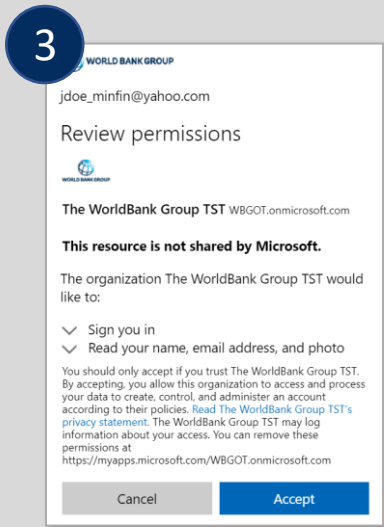 3
WORLD BANK GROUP
jdoe_minfin@yahoo.com
Review permissions
WORLD BANK GROUP
The WorldBank Group TST WBGOT.onmicrosoft.com
This resource is not shared by Microsoft.
The organization The WorldBank Group TST would
like to:
Sign you in
Read your name, email address, and photo
You should only accept if you trust The WorldBank Group TST.
By accepting, you allow this organization to access and process
your data to create, control, and administer an account
according to their policies. Read The WorldBank Group TST's
privacy statement. The WorldBank Group TST may log
information about your access. You can remove these
permissions at
https://myapps.microsoft.com/WBGOT.onmicrosoft.com
Cancel Accept